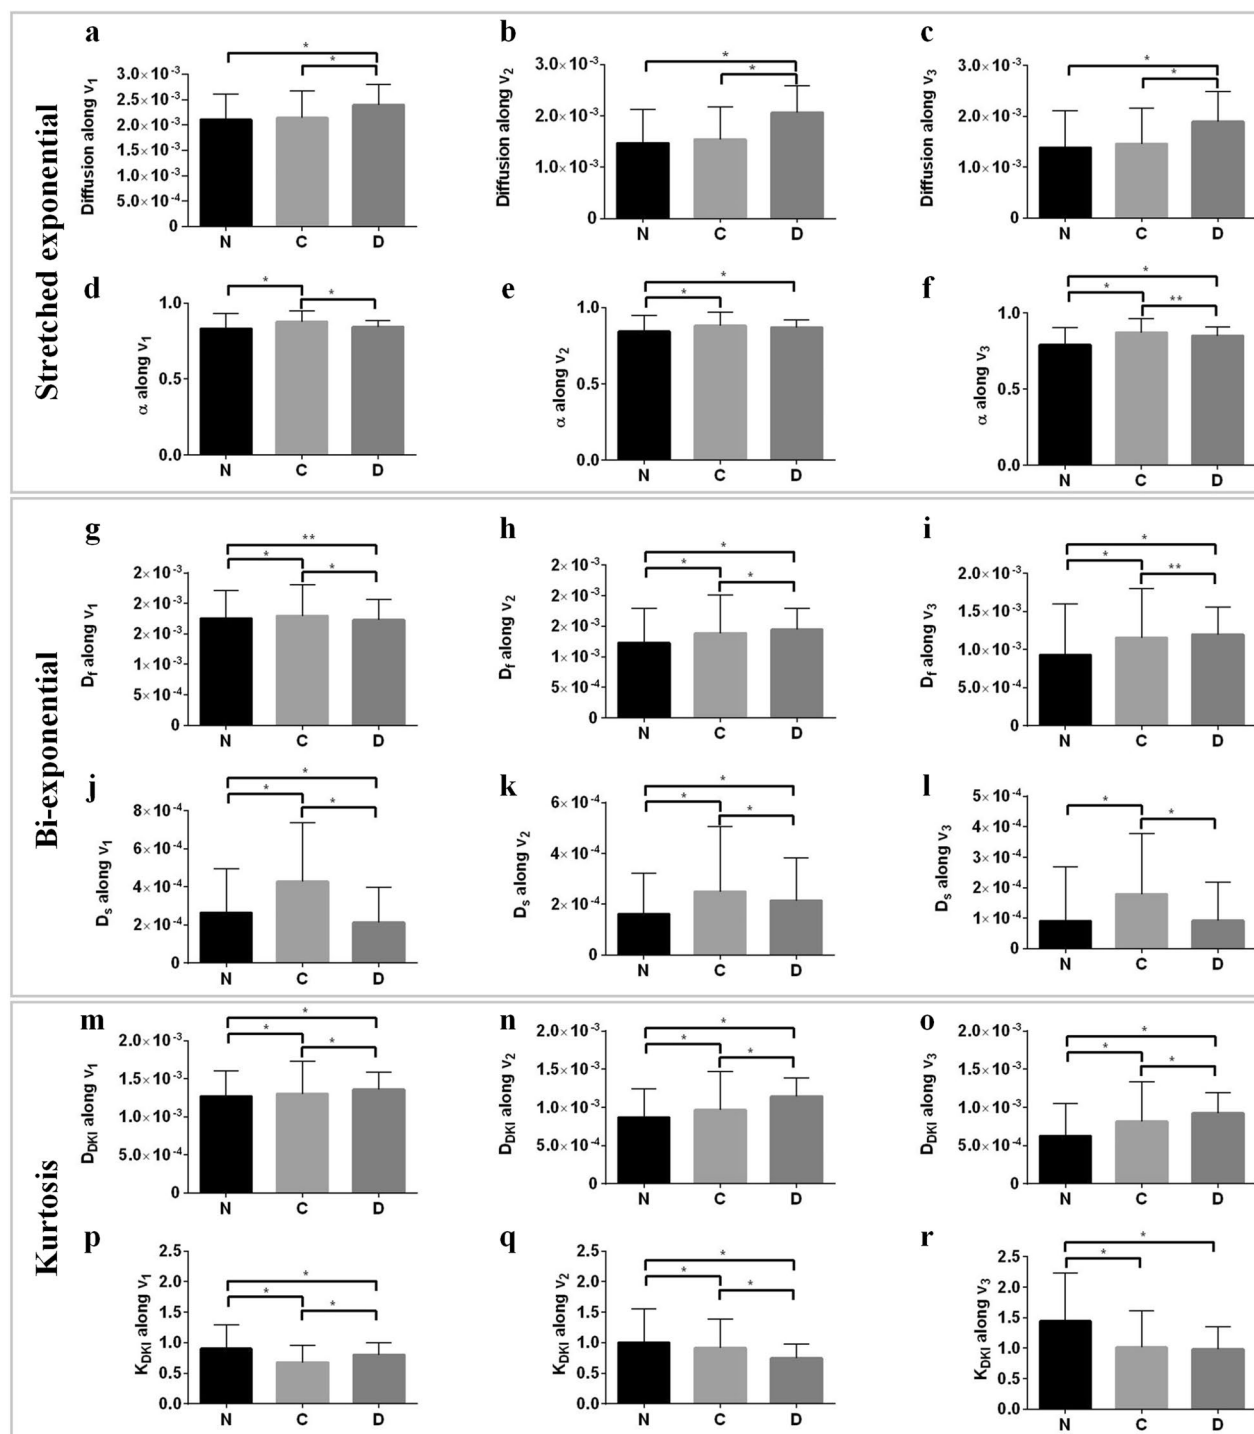 Stretched exponential
a
* 
*
Diffusion along v₁
3.0×10⁻³
2.5×10⁻³
2.0×10⁻³
1.5×10⁻³
1.0×10⁻³
5.0×10⁻⁴
0
N C D
b
*
*
Diffusion along v₂
3.0×10⁻³
2.0×10⁻³
1.0×10⁻³
0
N C D
c
*
*
Diffusion along v₃
3.0×10⁻³
2.0×10⁻³
1.0×10⁻³
0
N C D
d
* *
α along v₁
1.0
0.5
0.0
N C D
e
*
*
α along v₂
1.0
0.5
0.0
N C D
f
*
* **
α along v₃
1.0
0.5
0.0
N C D
Bi-exponential
g
**
* *
D_f along v₁
2×10⁻³
2×10⁻³
2×10⁻³
1×10⁻³
5×10⁻⁴
0
N C D
h
*
* *
D_f along v₂
2×10⁻³
2×10⁻³
2×10⁻³
1×10⁻³
5×10⁻⁴
0
N C D
i
*
* **
D_f along v₃
2.0×10⁻³
1.5×10⁻³
1.0×10⁻³
5.0×10⁻⁴
0
N C D
j
*
* *
D_s along v₁
8×10⁻⁴
6×10⁻⁴
4×10⁻⁴
2×10⁻⁴
0
N C D
k
*
* *
D_s along v₂
6×10⁻⁴
4×10⁻⁴
2×10⁻⁴
0
N C D
l
* *
D_s along v₃
5×10⁻⁴
4×10⁻⁴
3×10⁻⁴
2×10⁻⁴
1×10⁻⁴
0
N C D
Kurtosis
m
*
* *
D_DKI along v₁
2.0×10⁻³
1.5×10⁻³
1.0×10⁻³
5.0×10⁻⁴
0
N C D
n
*
* *
D_DKI along v₂
2.0×10⁻³
1.5×10⁻³
1.0×10⁻³
5.0×10⁻⁴
0
N C D
o
*
* *
D_DKI along v₃
2.0×10⁻³
1.5×10⁻³
1.0×10⁻³
5.0×10⁻⁴
0
N C D
p
*
* *
K_DKI along v₁
2.5
2.0
1.5
1.0
0.5
0.0
N C D
q
*
* *
K_DKI along v₂
2.5
2.0
1.5
1.0
0.5
0.0
N C D
r
*
*
K_DKI along v₃
2.5
2.0
1.5
1.0
0.5
0.0
N C D